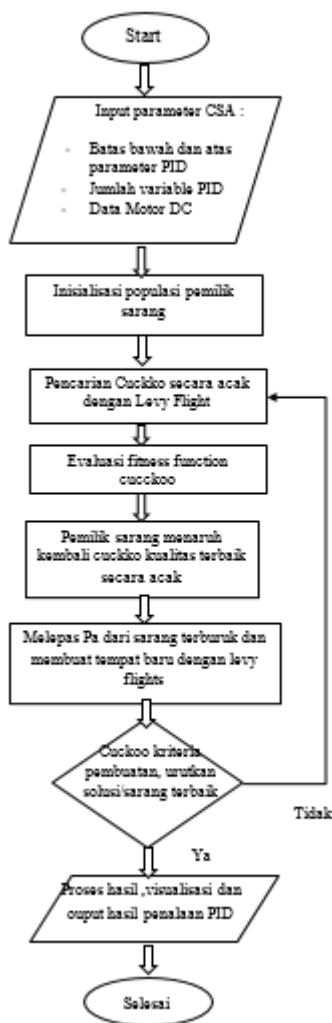 Start
Input parameter CSA :
- Batas bawah dan atas
parameter PID
- Jumlah variable PID
- Data Motor DC
Inisialisasi populasi pemilik
sarang
Pencarian Cuckko secara acak
dengan Levy Flight
Evaluasi fitness function
cucckoo
Pemilik sarang menaruh
kembali cuckko kualitas terbaik
secara acak
Melepas Pa dari sarang terburuk dan
membuat tempat baru dengan levy
flights
Cuckoo kriteria
pembuatan, urutkan
solusi/sarang terbaik
Tidak
Ya
Proses hasil ,visualisasi dan
ouput hasil penalaan PID
Selesai